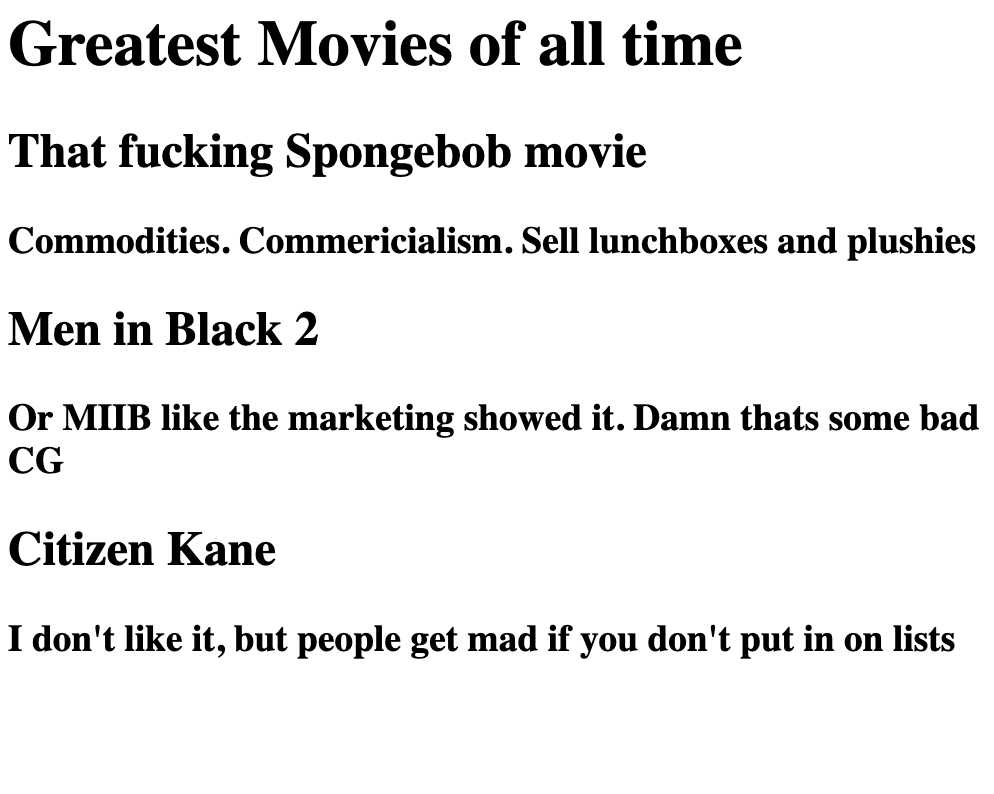 Greatest Movies of all time
That fucking Spongebob movie
Commodities. Commericialism. Sell lunchboxes and plushies
Men in Black 2
Or MIIB like the marketing showed it. Damn thats some bad
CG
Citizen Kane
I don't like it, but people get mad if you don't put in on lists